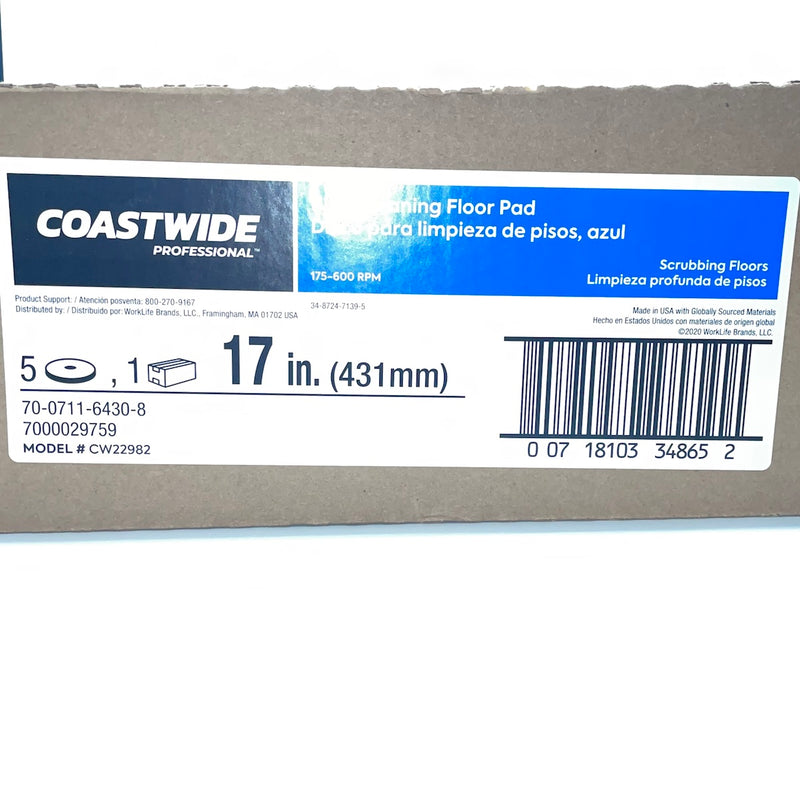 COASTWIDE
PROFESSIONAL™
Floor Pad
para limpieza de pisos, azul
175-600 RPM
Scrubbing Floors
Limpieza profunda de pisos
Product Support: / Atención posventa: 800-270-9167
Distributed by: / Distribuido por: WorkLife Brands, LLC., Framingham, MA 01702 USA
34-8724-7139-5
Made in USA with Globally Sourced Materials
Hecho en Estados Unidos con materiales de origen global
©2020 WorkLife Brands, LLC.
5 , 1 17 in. (431mm)
70-0711-6430-8
7000029759
MODEL # CW22982
0 07 18103 34865 2